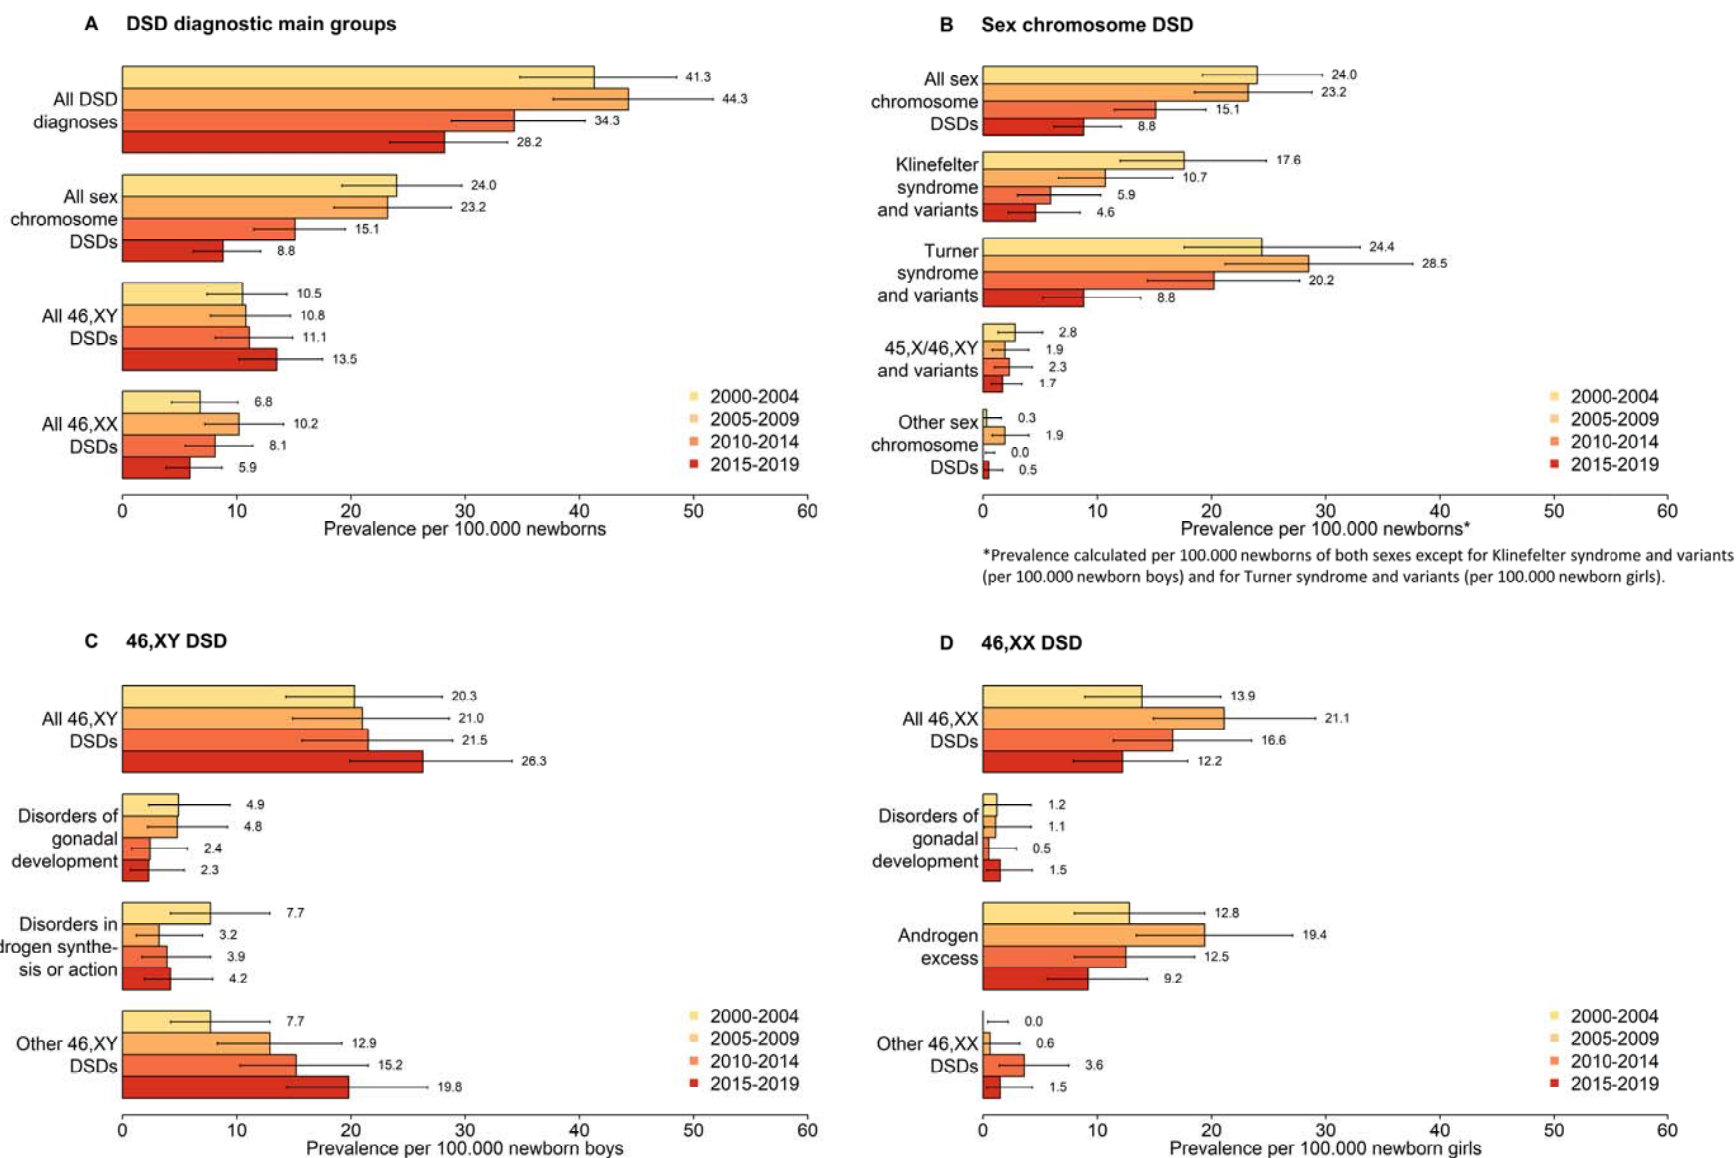 A DSD diagnostic main groups
All DSD
diagnoses
41.3
44.3
34.3
28.2
All sex
chromosome
DSDs
24.0
23.2
15.1
8.8
All 46,XY
DSDs
10.5
10.8
11.1
13.5
All 46,XX
DSDs
6.8
10.2
8.1
5.9
2000-2004
2005-2009
2010-2014
2015-2019
0 10 20 30 40 50 60
Prevalence per 100.000 newborns
B Sex chromosome DSD
All sex
chromosome
DSDs
24.0
23.2
15.1
8.8
Klinefelter
syndrome
and variants
17.6
10.7
5.9
4.6
Turner
syndrome
and variants
24.4
28.5
20.2
8.8
45,X/46,XY
and variants
2.8
1.9
2.3
1.7
Other sex
chromosome
DSDs
0.3
1.9
0.0
0.5
2000-2004
2005-2009
2010-2014
2015-2019
0 10 20 30 40 50 60
Prevalence per 100.000 newborns*
*Prevalence calculated per 100.000 newborns of both sexes except for Klinefelter syndrome and variants
(per 100.000 newborn boys) and for Turner syndrome and variants (per 100.000 newborn girls).
C 46,XY DSD
All 46,XY
DSDs
20.3
21.0
21.5
26.3
Disorders of
gonadal
development
4.9
4.8
2.4
2.3
Disorders in
drogen synthe-
sis or action
7.7
3.2
3.9
4.2
Other 46,XY
DSDs
7.7
12.9
15.2
19.8
2000-2004
2005-2009
2010-2014
2015-2019
0 10 20 30 40 50 60
Prevalence per 100.000 newborn boys
D 46,XX DSD
All 46,XX
DSDs
13.9
21.1
16.6
12.2
Disorders of
gonadal
development
1.2
1.1
0.5
1.5
Androgen
excess
12.8
19.4
12.5
9.2
Other 46,XX
DSDs
0.0
0.6
3.6
1.5
2000-2004
2005-2009
2010-2014
2015-2019
0 10 20 30 40 50 60
Prevalence per 100.000 newborn girls